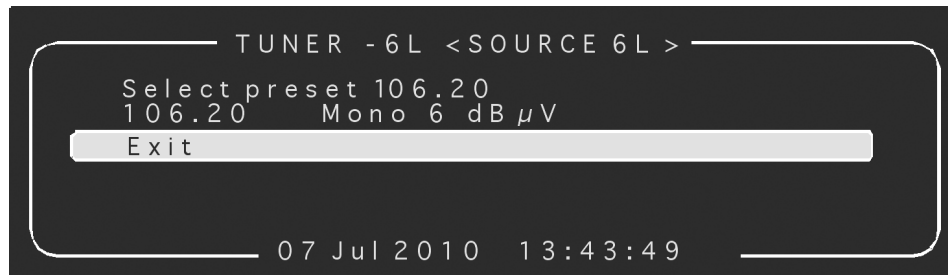 TUNER -6L <SOURCE 6L >
Select preset 106.20
106.20 Mono 6 dBµV
Exit
07 Jul 2010 13:43:49